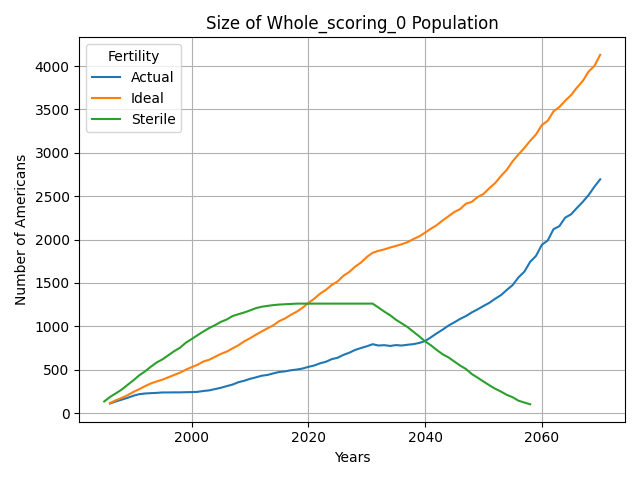 Size of Whole_scoring_0 Population
Fertility
Actual
Ideal
Sterile
Number of Americans
4000
3500
3000
2500
2000
1500
1000
500
0
2000 2020 2040 2060
Years